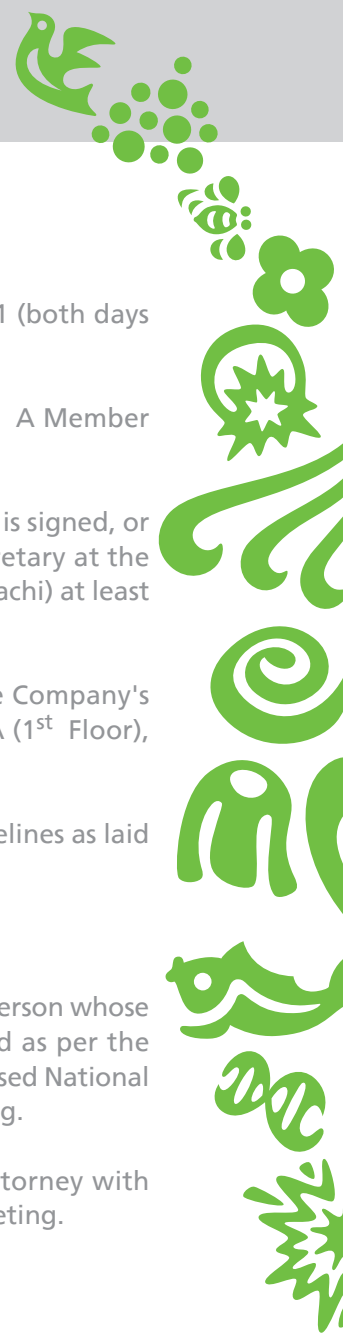 1 (both days
A Member
is signed, or
retary at the
achi) at least
e Company's
A (1st Floor),
elines as laid
erson whose
d as per the
sed National
g.
torney with
eting.